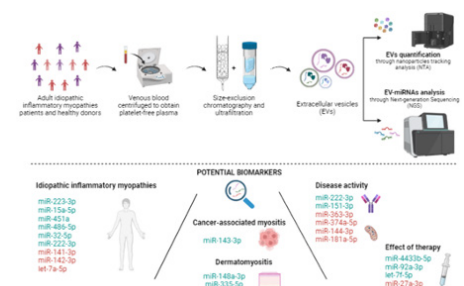 EVs quantification
through nanoparticles tracking
analysis (NTA)
Adult idiopathic
inflammatory myopathies
patients and healthy donors
Venous blood
centrifuged to obtain
platelet-free plasma
Size-exclusion
chromatography and
ultrafiltration
Extracellular vesicles
(EVs)
EV-miRNAs analysis
through Next-generation Sequencing
(NGS)
POTENTIAL BIOMARKERS
Idiopathic inflammatory myopathies
miR-223-3p
miR-15a-5p
miR-451a
miR-486-5p
miR-32-5p
miR-222-3p
miR-141-3p
miR-142-3p
let-7a-5p
Cancer-associated myositis
miR-143-3p
Dermatomyositis
miR-148a-3p
miR-335-5p
Disease activity
miR-222-3p
miR-151-3p
miR-363-3p
miR-374a-5p
miR-144-3p
miR-181a-5p
Effect of therapy
miR-4433b-5p
miR-92a-3p
let-7f-5p
miR-27a-3p